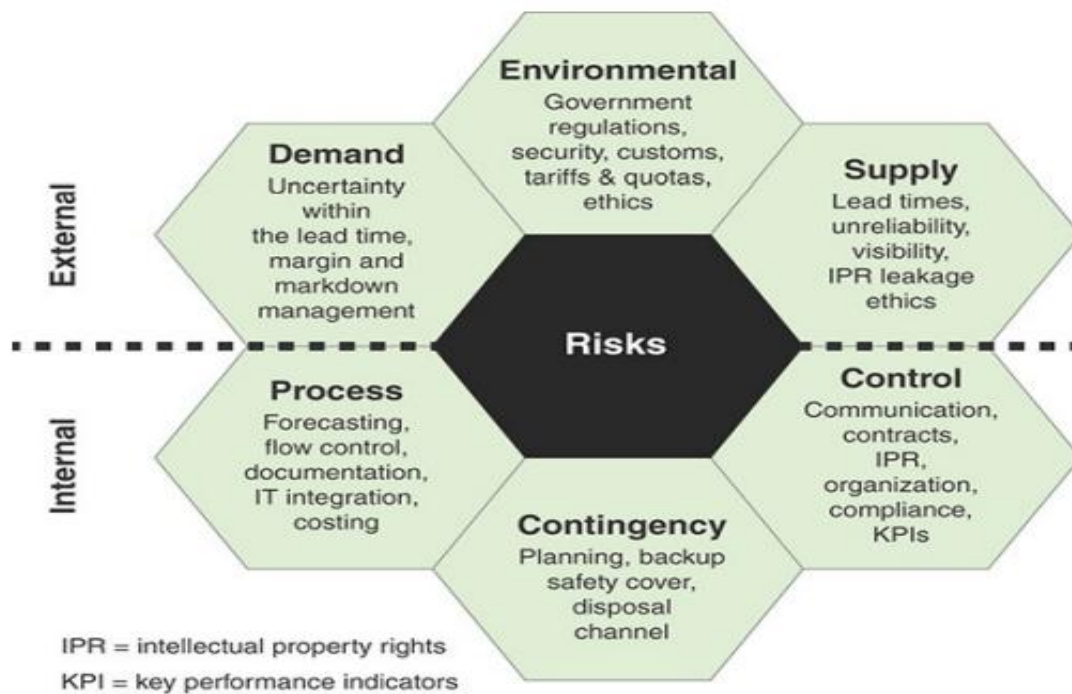 Environmental
Government
regulations,
security, customs,
tariffs & quotas,
ethics
Demand
Uncertainty
within
the lead time,
margin and
markdown
management
Supply
Lead times,
unreliability,
visibility,
IPR leakage
ethics
External
Risks
Internal
Process
Forecasting,
flow control,
documentation,
IT integration,
costing
Contingency
Planning, backup
safety cover,
disposal
channel
Control
Communication,
contracts,
IPR,
organization,
compliance,
KPIs
IPR = intellectual property rights
KPI = key performance indicators